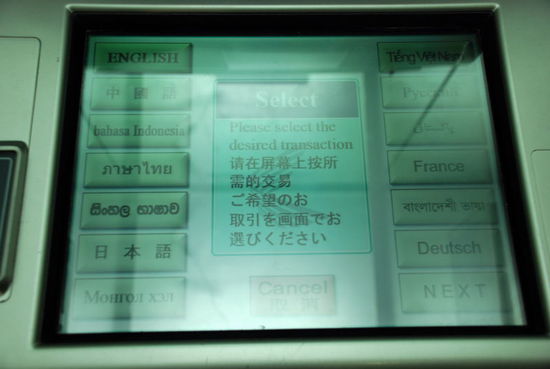 ENGLISH
中 國 語
bahasa Indonesia
ภาษาไทย
සිංහල භාෂාව
日 本 語
Монгол хэл
Select
Please select the
desired transaction
请在屏幕上按所
需的交易
ご希望のお
取引を画面でお
選びください
Cancel
取 消
Tiếng Việt Nam
Русский
বাংলাদেশী ভাষা
France
Deutsch
NEXT